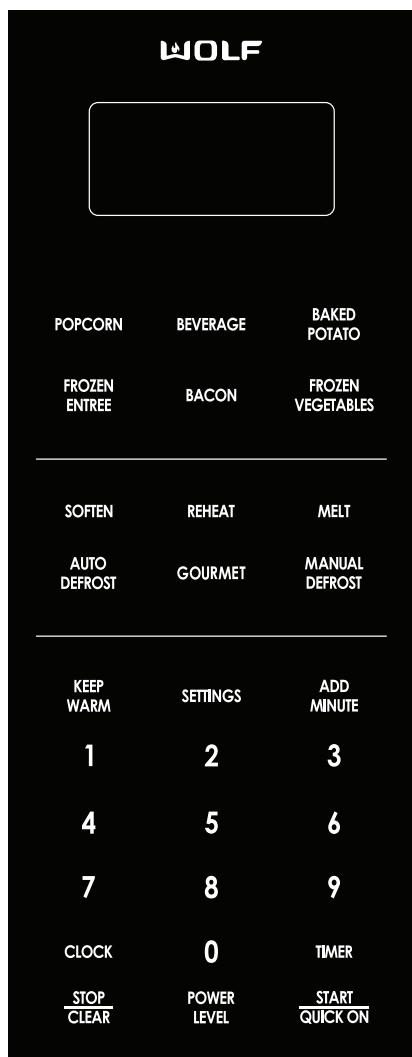 WOLF
POPCORN BEVERAGE BAKED POTATO
FROZEN ENTREE BACON FROZEN VEGETABLES
SOFTEN REHEAT MELT
AUTO DEFROST GOURMET MANUAL DEFROST
KEEP WARM SETTINGS ADD MINUTE
1 2 3
4 5 6
7 8 9
CLOCK 0 TIMER
STOP CLEAR POWER LEVEL START QUICK ON